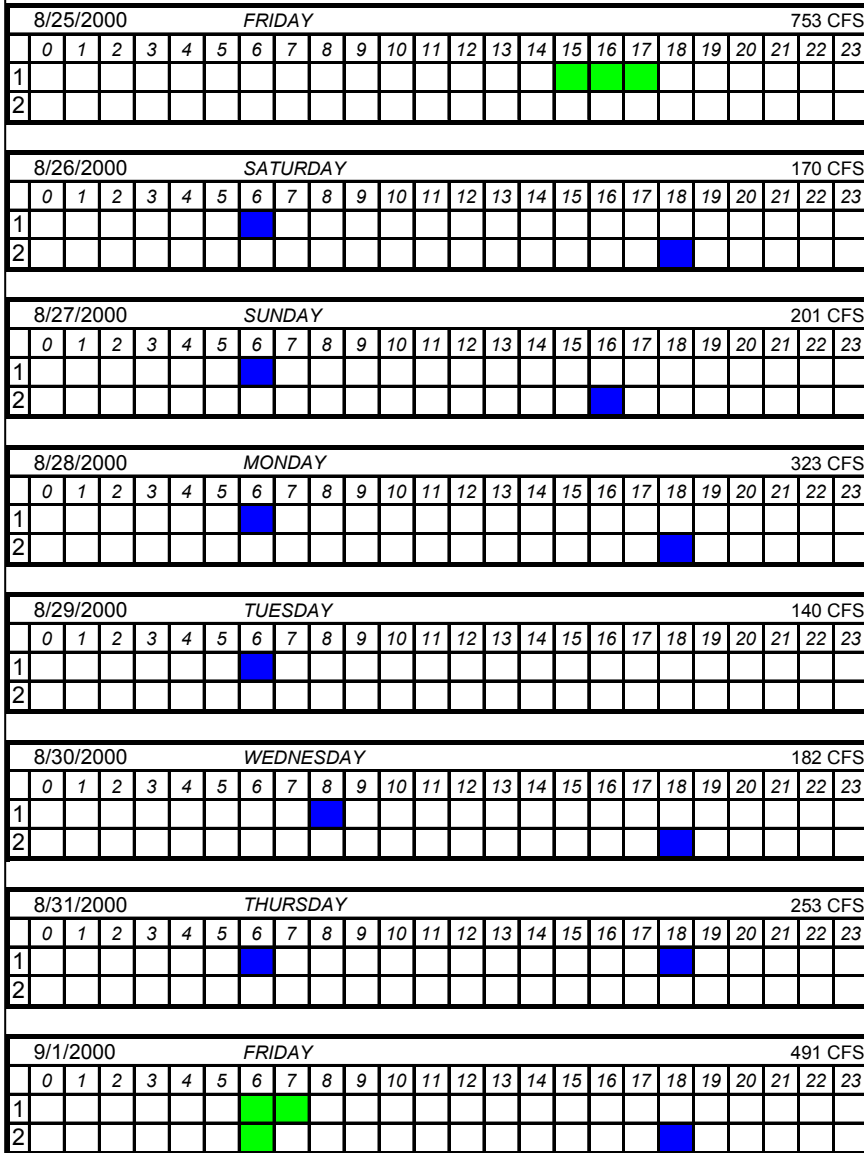 8/25/2000 FRIDAY 753 CFS
0 1 2 3 4 5 6 7 8 9 10 11 12 13 14 15 16 17 18 19 20 21 22 23
1
2
8/26/2000 SATURDAY 170 CFS
0 1 2 3 4 5 6 7 8 9 10 11 12 13 14 15 16 17 18 19 20 21 22 23
1
2
8/27/2000 SUNDAY 201 CFS
0 1 2 3 4 5 6 7 8 9 10 11 12 13 14 15 16 17 18 19 20 21 22 23
1
2
8/28/2000 MONDAY 323 CFS
0 1 2 3 4 5 6 7 8 9 10 11 12 13 14 15 16 17 18 19 20 21 22 23
1
2
8/29/2000 TUESDAY 140 CFS
0 1 2 3 4 5 6 7 8 9 10 11 12 13 14 15 16 17 18 19 20 21 22 23
1
2
8/30/2000 WEDNESDAY 182 CFS
0 1 2 3 4 5 6 7 8 9 10 11 12 13 14 15 16 17 18 19 20 21 22 23
1
2
8/31/2000 THURSDAY 253 CFS
0 1 2 3 4 5 6 7 8 9 10 11 12 13 14 15 16 17 18 19 20 21 22 23
1
2
9/1/2000 FRIDAY 491 CFS
0 1 2 3 4 5 6 7 8 9 10 11 12 13 14 15 16 17 18 19 20 21 22 23
1
2